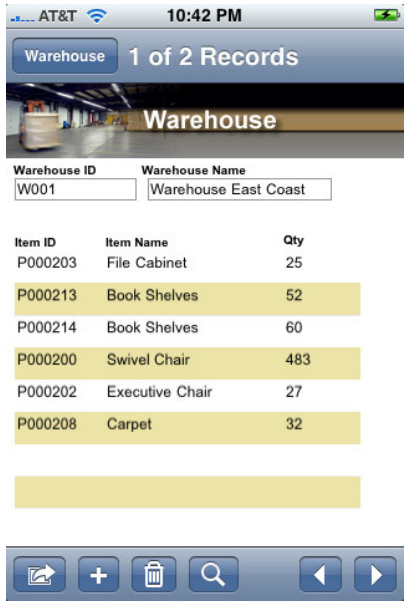 AT&T 10:42 PM
Warehouse 1 of 2 Records
Warehouse
Warehouse ID Warehouse Name
W001 Warehouse East Coast
Item ID Item Name Qty
P000203 File Cabinet 25
P000213 Book Shelves 52
P000214 Book Shelves 60
P000200 Swivel Chair 483
P000202 Executive Chair 27
P000208 Carpet 32